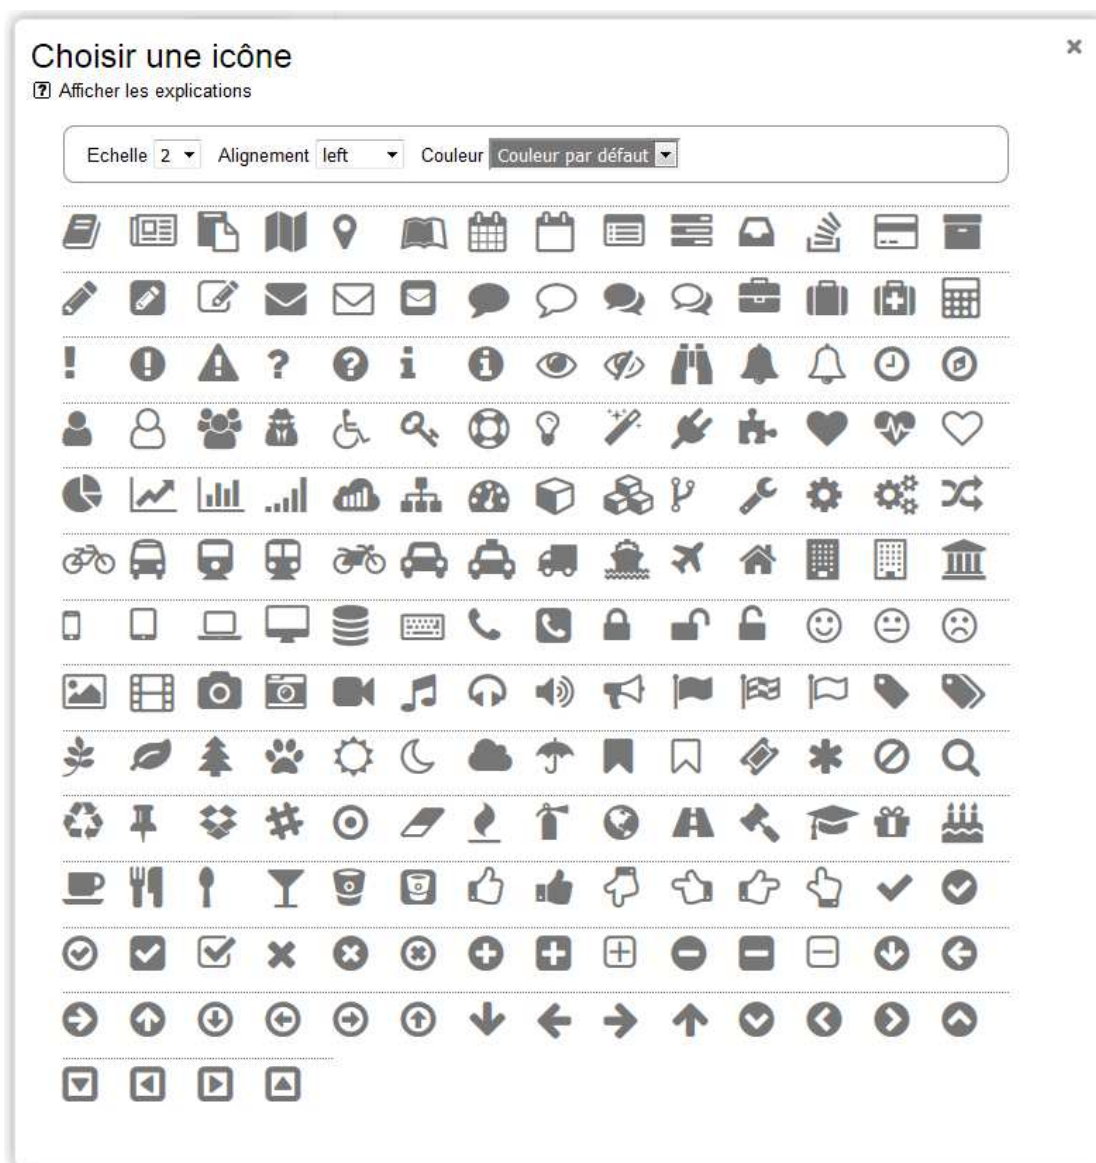 Choisir une icône
Afficher les explications
Echelle 2 Alignement left Couleur Couleur par défaut